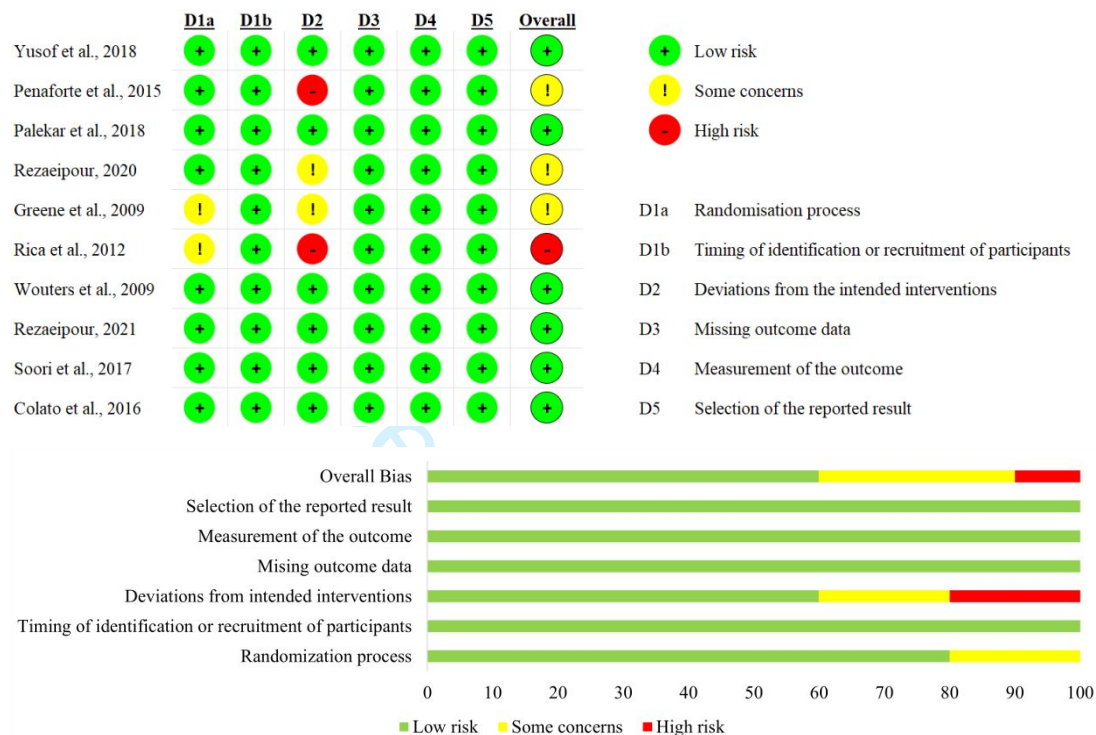 D1a D1b D2 D3 D4 D5 Overall
Yusof et al., 2018 + + + + + + +
Penaforte et al., 2015 + + - + + + !
Palekar et al., 2018 + + + + + + +
Rezaeipour, 2020 + + ! + + + !
Greene et al., 2009 ! + ! + + + !
Rica et al., 2012 ! + - + + + -
Wouters et al., 2009 + + + + + + +
Rezaeipour, 2021 + + + + + + +
Soori et al., 2017 + + + + + + +
Colato et al., 2016 + + + + + + +
+ Low risk
! Some concerns
- High risk
D1a Randomisation process
D1b Timing of identification or recruitment of participants
D2 Deviations from the intended interventions
D3 Missing outcome data
D4 Measurement of the outcome
D5 Selection of the reported result
Overall Bias
Selection of the reported result
Measurement of the outcome
Mising outcome data
Deviations from intended interventions
Timing of identification or recruitment of participants
Randomization process
0 10 20 30 40 50 60 70 80 90 100
Low risk Some concerns High risk